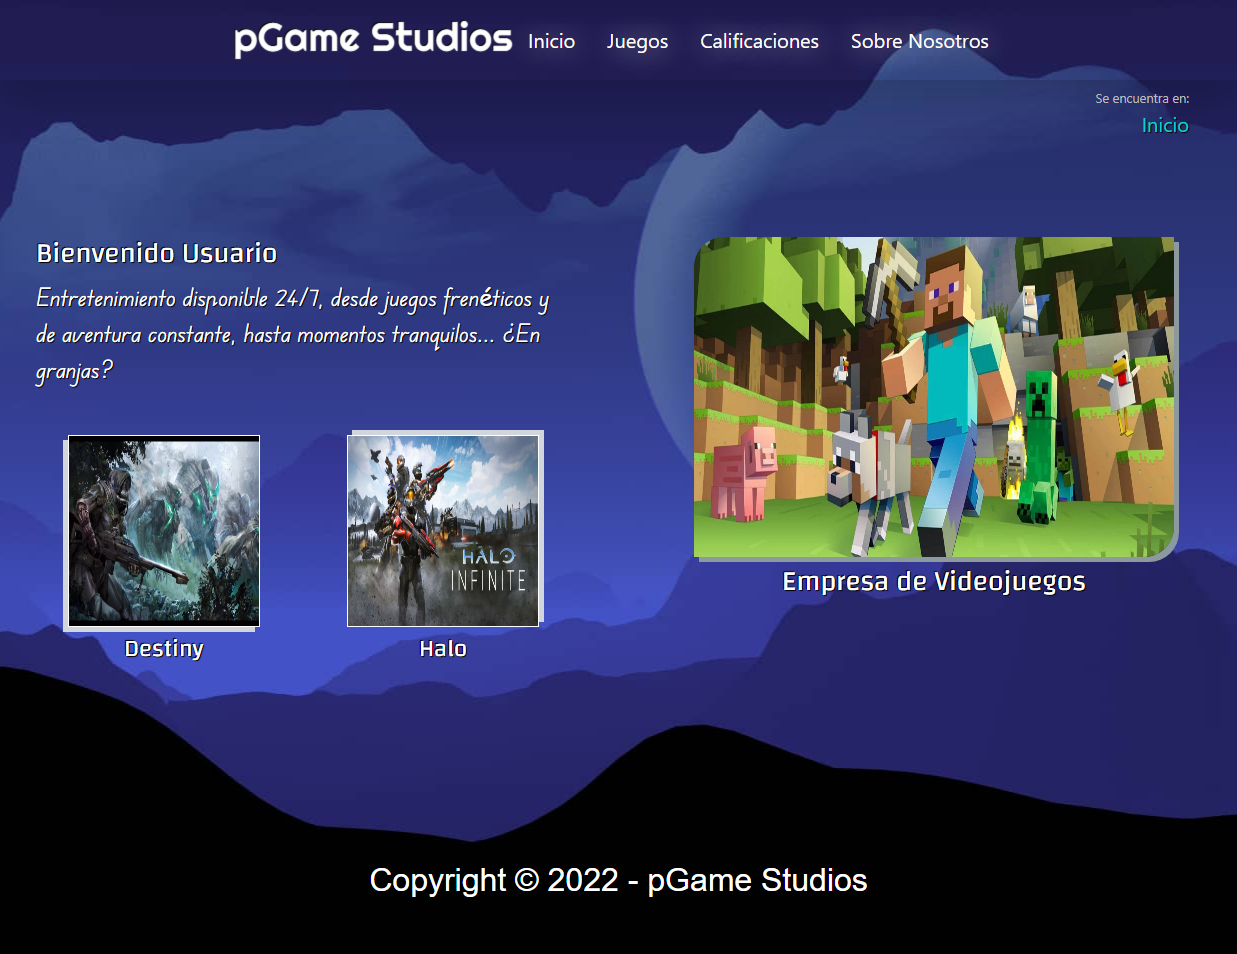 pGame Studios Inicio Juegos Calificaciones Sobre Nosotros
Se encuentra en:
Inicio
Bienvenido Usuario
Entretenimiento disponible 24/7, desde juegos frenéticos y
de aventura constante, hasta momentos tranquilos... ¿En
granjas?
HALO
INFINITE
Destiny
Halo
Empresa de Videojuegos
Copyright © 2022 - pGame Studios